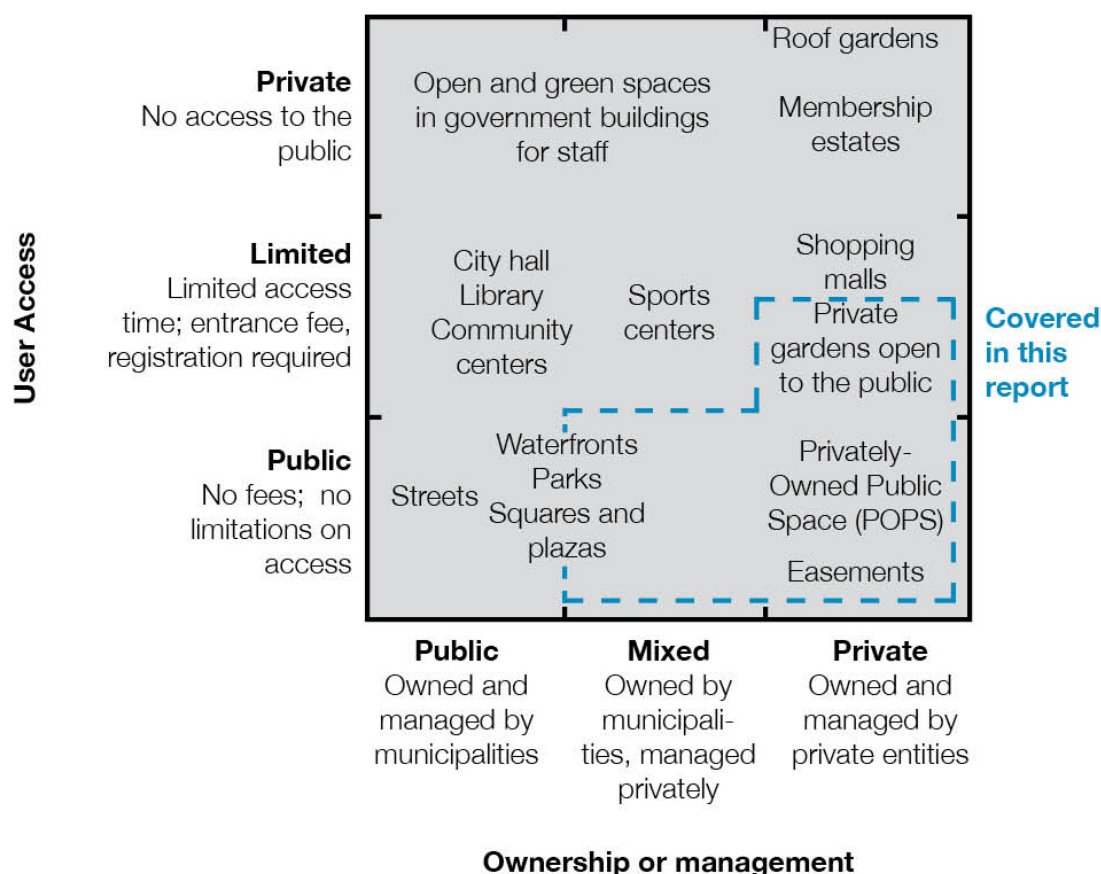 User Access
Private
No access to the
public
Limited
Limited access
time; entrance fee,
registration required
Public
No fees;  no
limitations on
access
Open and green spaces
in government buildings
for staff
Roof gardens
Membership
estates
City hall
Library
Community
centers
Sports
centers
Shopping
malls
Private
gardens open
to the public
Streets
Waterfronts
Parks
Squares and
plazas
Privately-
Owned Public
Space (POPS)
Easements
Covered
in this
report
Public
Owned and
managed by
municipalities
Mixed
Owned by
municipali-
ties, managed
privately
Private
Owned and
managed by
private entities
Ownership or management